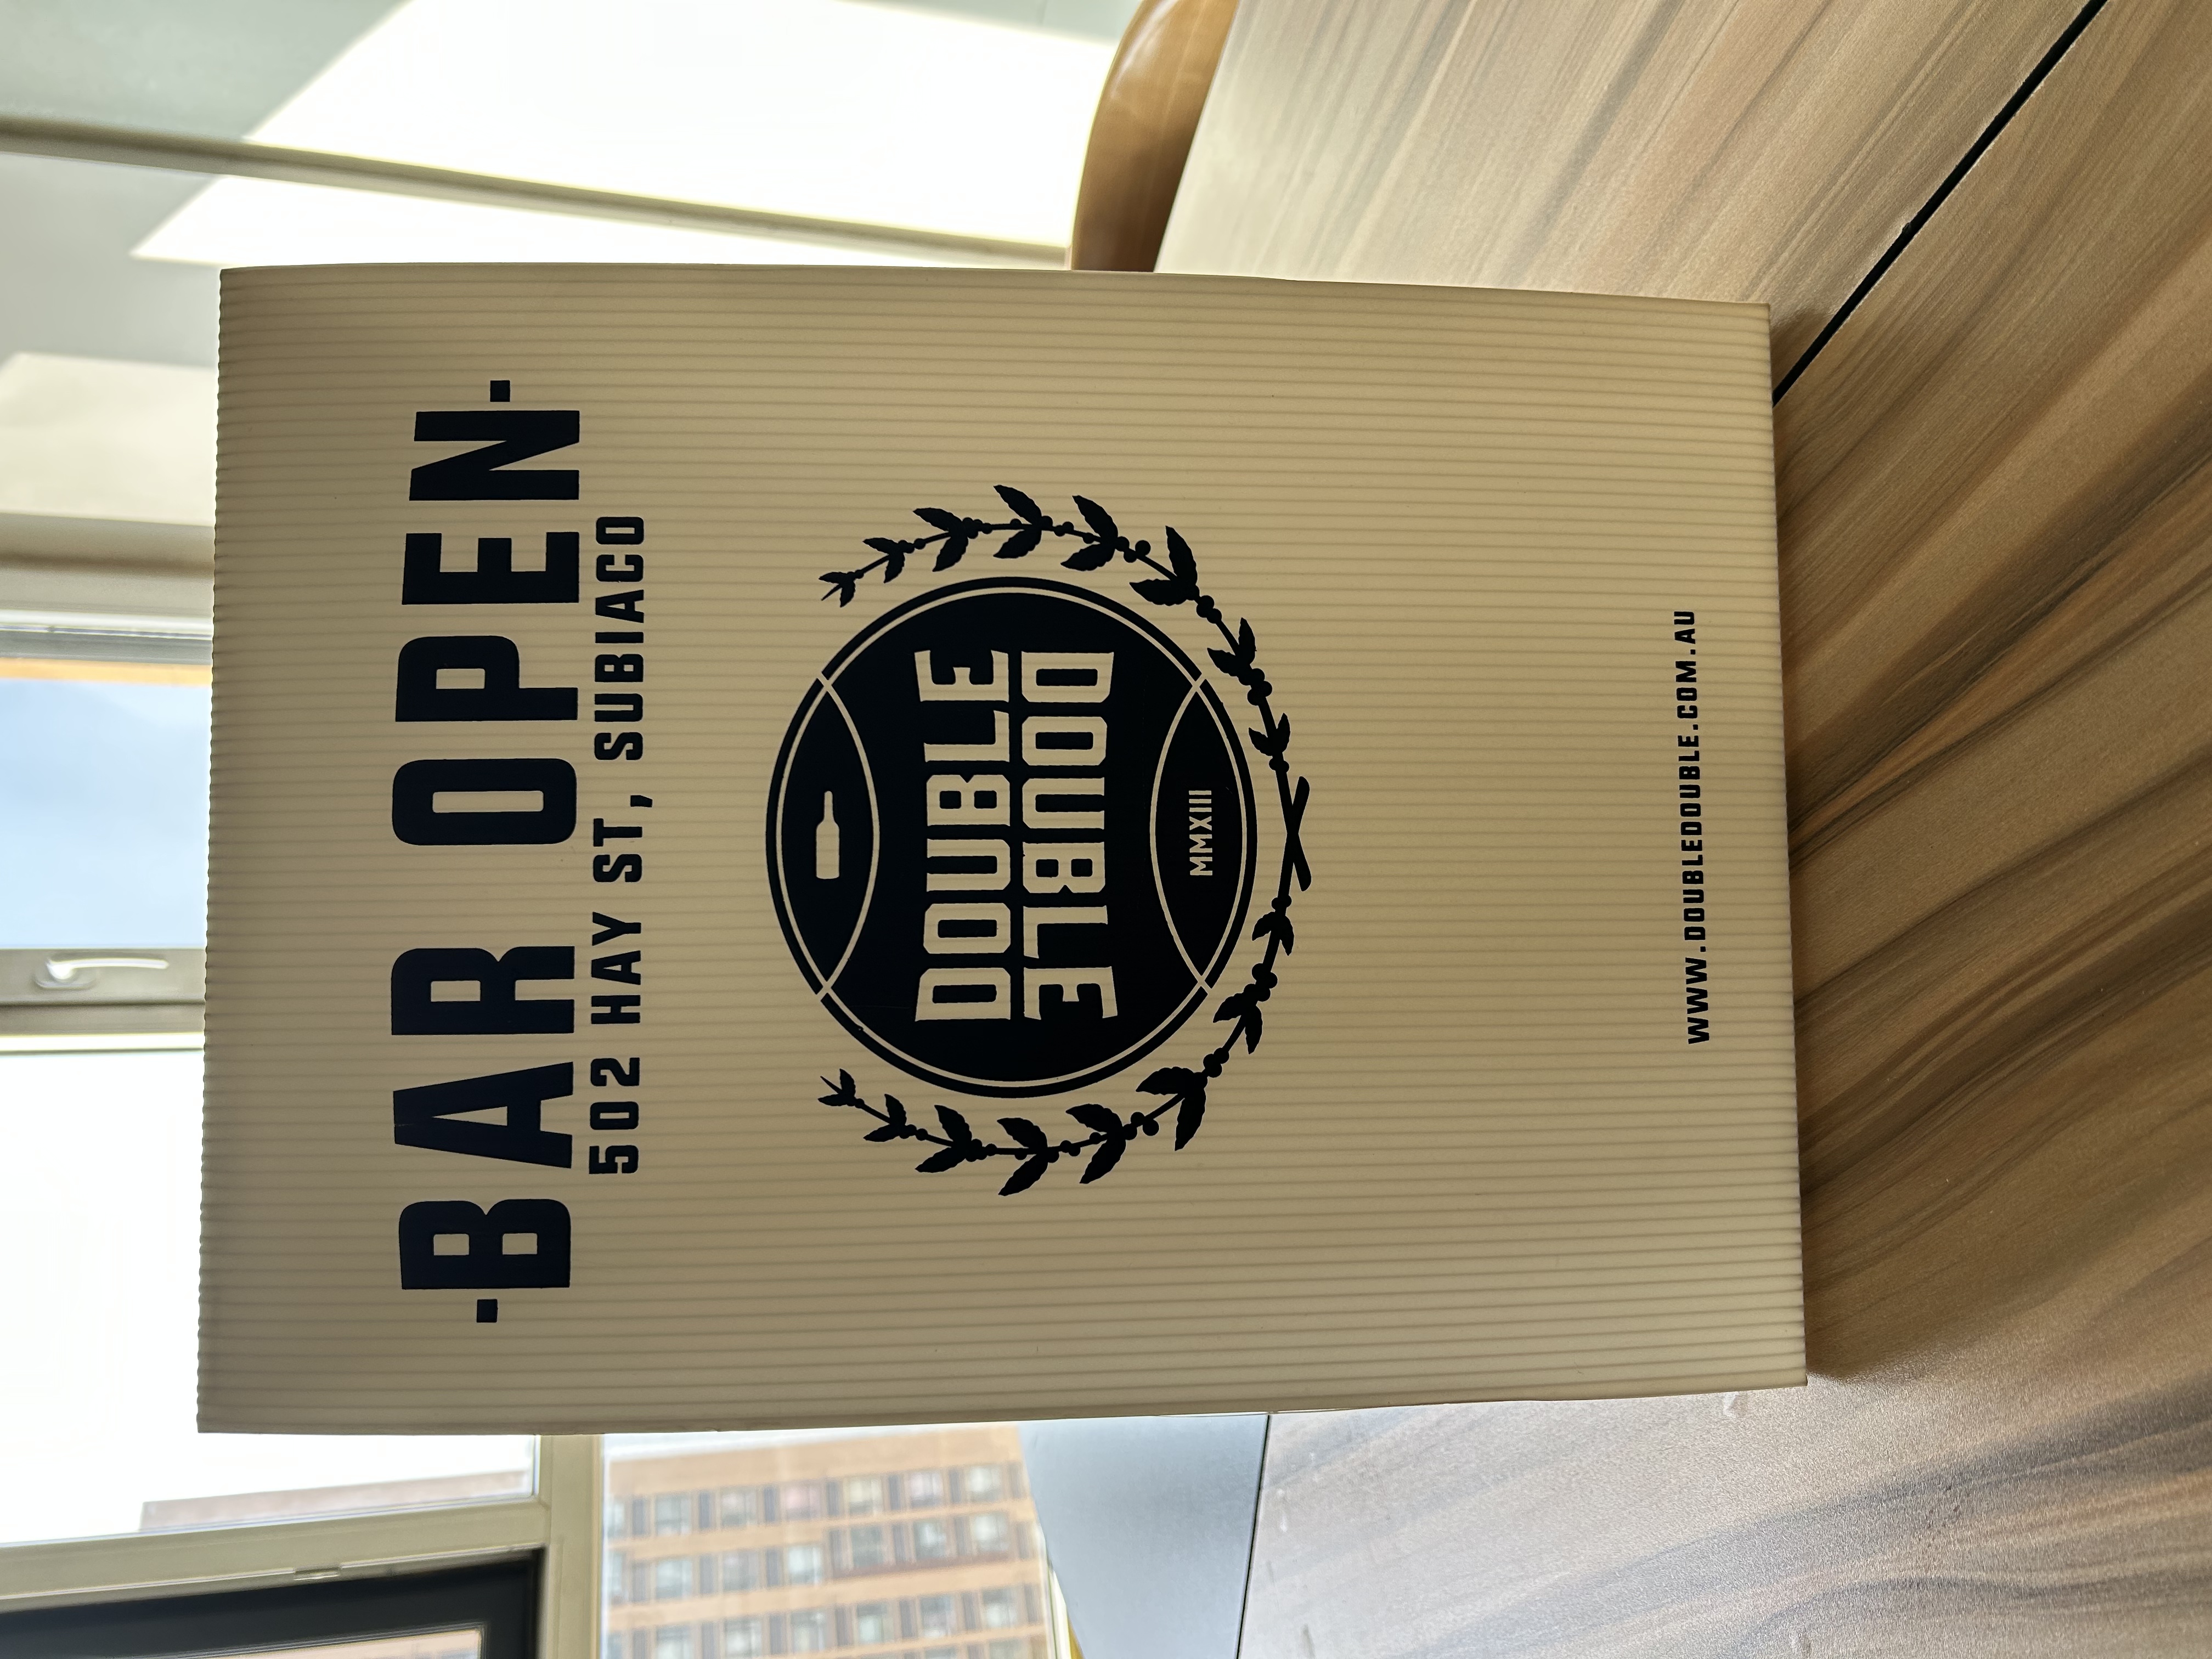 ·BAR OPEN·
502 HAY ST, SUBIACO
DOUBLE
DOUBLE
MMXIII
WWW.DOUBLEDOUBLE.COM.AU